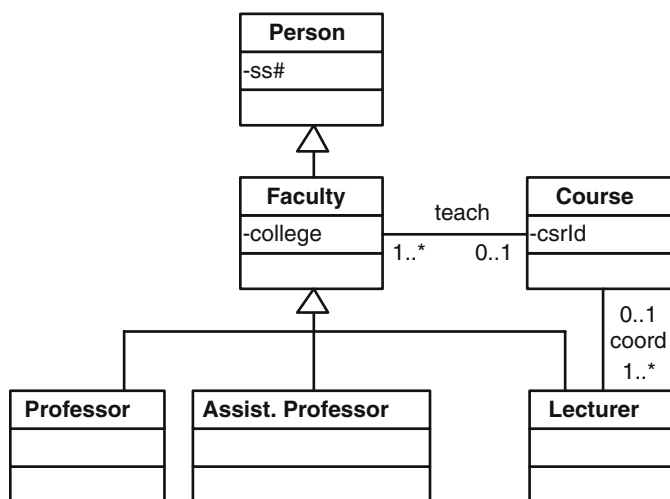 Person
-ss#
Faculty
-college
teach
1..*
0..1
Course
-csrId
0..1
coord
1..*
Professor
Assist. Professor
Lecturer